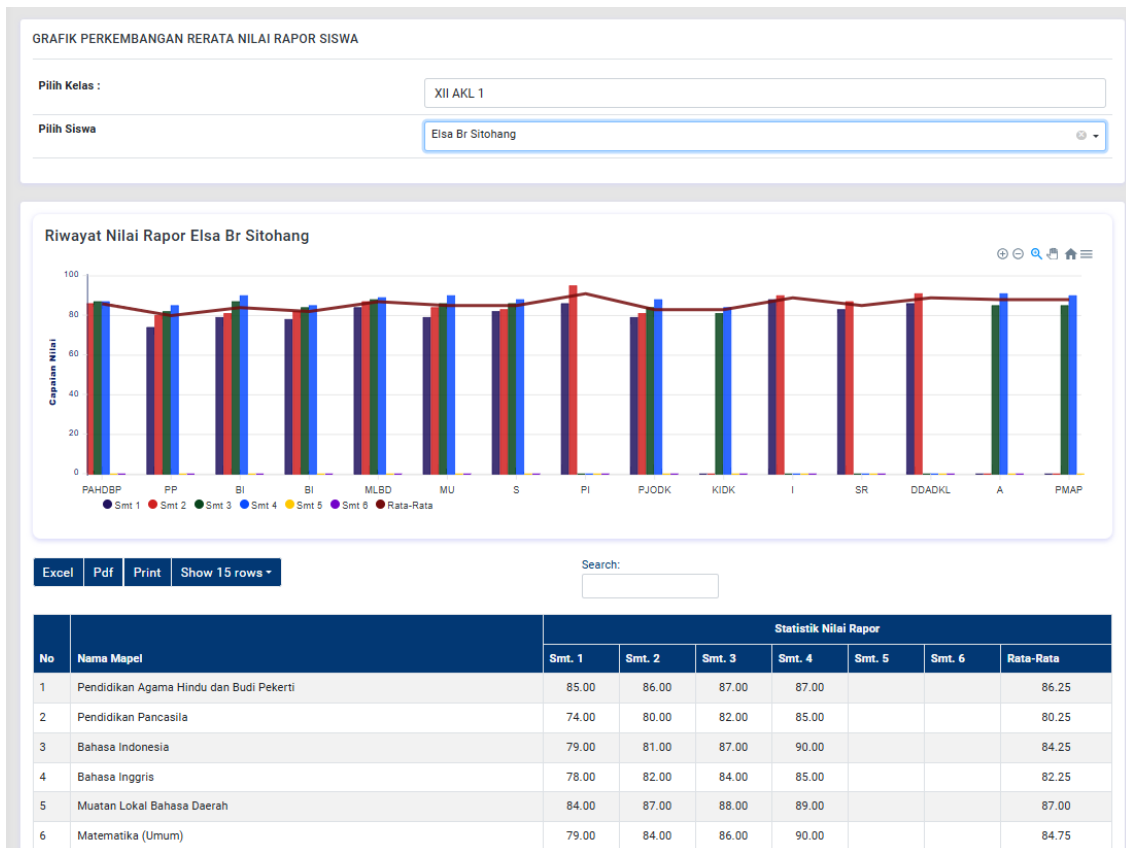 GRAFIK PERKEMBANGAN RERATA NILAI RAPOR SISWA
Pilih Kelas :
XII AKL 1
Pilih Siswa
Elsa Br Sitohang
Riwayat Nilai Rapor Elsa Br Sitohang
Capaian Nilai
100
80
60
40
20
0
PAHDBP PP BI BI MLBD MU S PI PJODK KIDK I SR DDADKL A PMAP
Smt 1 Smt 2 Smt 3 Smt 4 Smt 5 Smt 6 Rata-Rata
Excel Pdf Print Show 15 rows
Search:
Statistik Nilai Rapor
No Nama Mapel Smt. 1 Smt. 2 Smt. 3 Smt. 4 Smt. 5 Smt. 6 Rata-Rata
1 Pendidikan Agama Hindu dan Budi Pekerti 85.00 86.00 87.00 87.00 86.25
2 Pendidikan Pancasila 74.00 80.00 82.00 85.00 80.25
3 Bahasa Indonesia 79.00 81.00 87.00 90.00 84.25
4 Bahasa Inggris 78.00 82.00 84.00 85.00 82.25
5 Muatan Lokal Bahasa Daerah 84.00 87.00 88.00 89.00 87.00
6 Matematika (Umum) 79.00 84.00 86.00 90.00 84.75